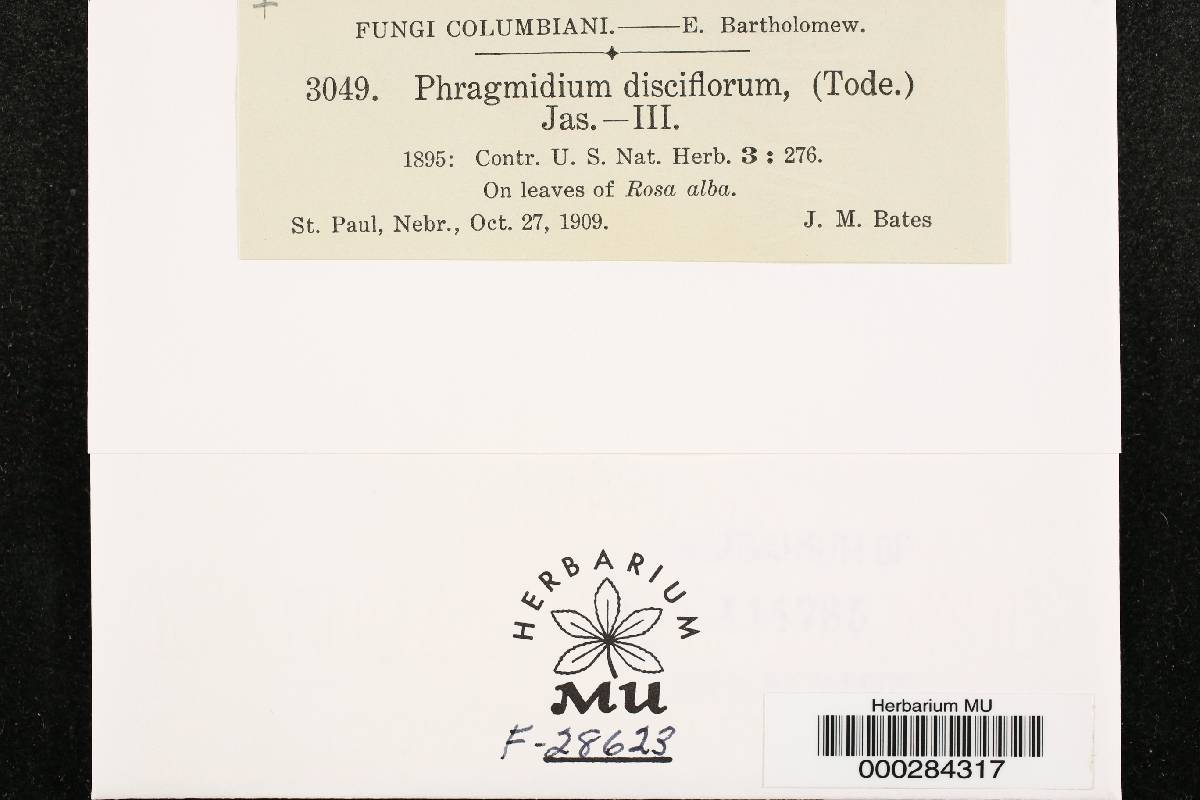 FUNGI COLUMBIANI.——E. Bartholomew.
3049. Phragmidium disciflorum, (Tode.)
Jas.—III.
1895: Contr. U. S. Nat. Herb. 3 : 276.
On leaves of Rosa alba.
St. Paul, Nebr., Oct. 27, 1909. J. M. Bates
HERBARIUM
MU
F-28623
Herbarium MU
000284317